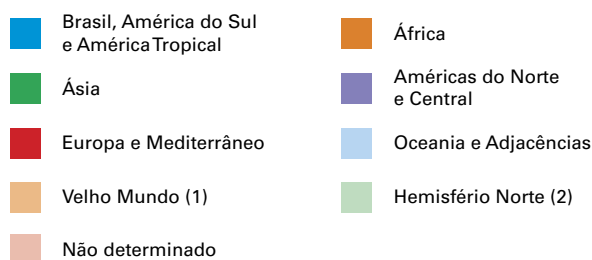 Brasil, América do Sul
e América Tropical
Ásia
Europa e Mediterrâneo
Velho Mundo (1)
Não determinado
África
Américas do Norte
e Central
Oceania e Adjacências
Hemisfério Norte (2)